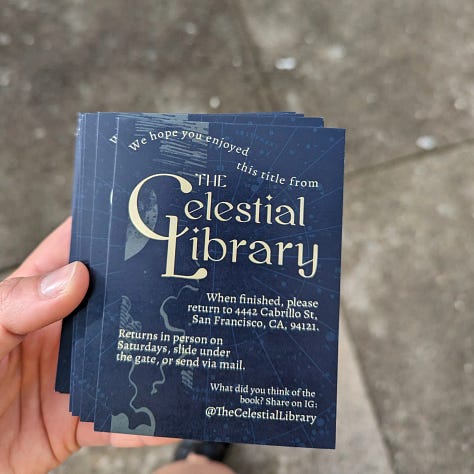 We hope you enjoyed
this title from
THE
Celestial
Library
When finished, please
return to 4442 Cabrillo St,
San Francisco, CA, 94121.
Returns in person on
Saturdays, slide under
the gate, or send via mail.
What did you think of the
book? Share on IG:
@TheCelestialLibrary